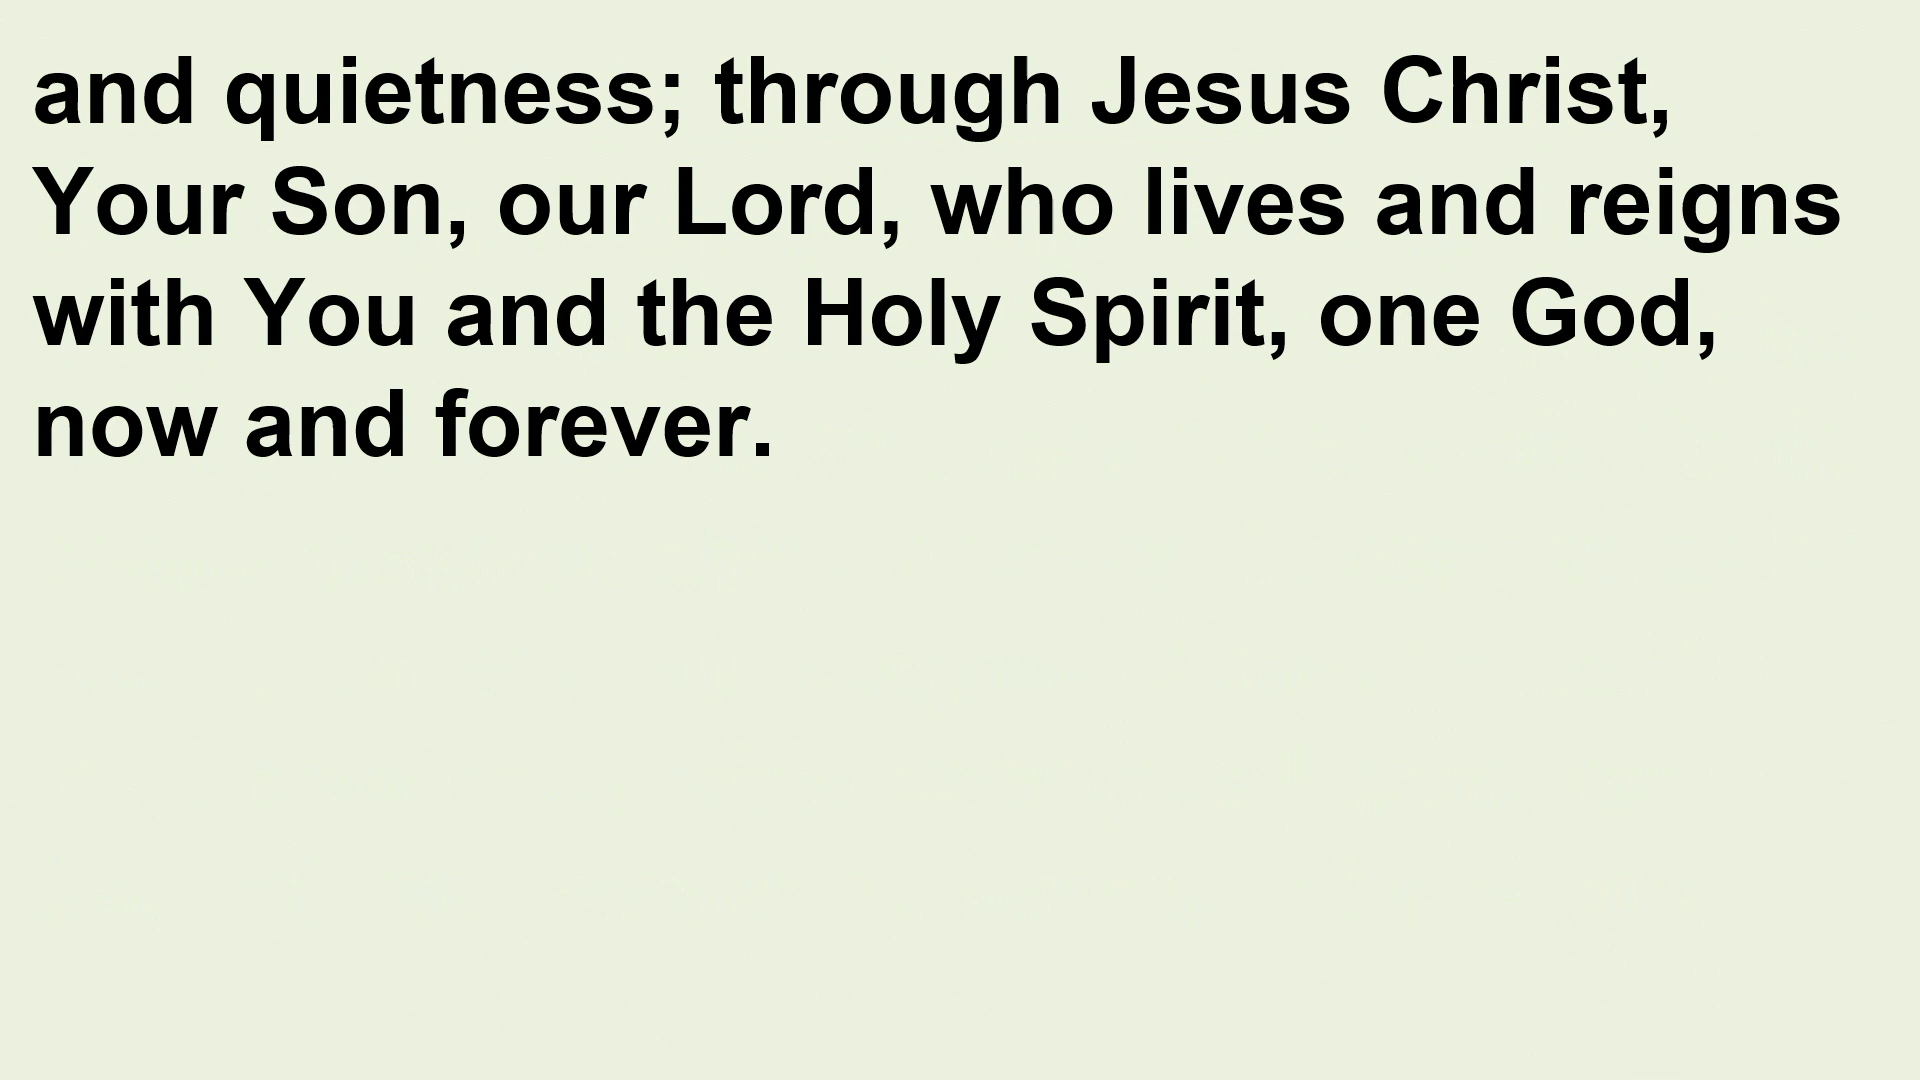 and quietness; through Jesus Christ,
Your Son, our Lord, who lives and reigns
with You and the Holy Spirit, one God,
now and forever.